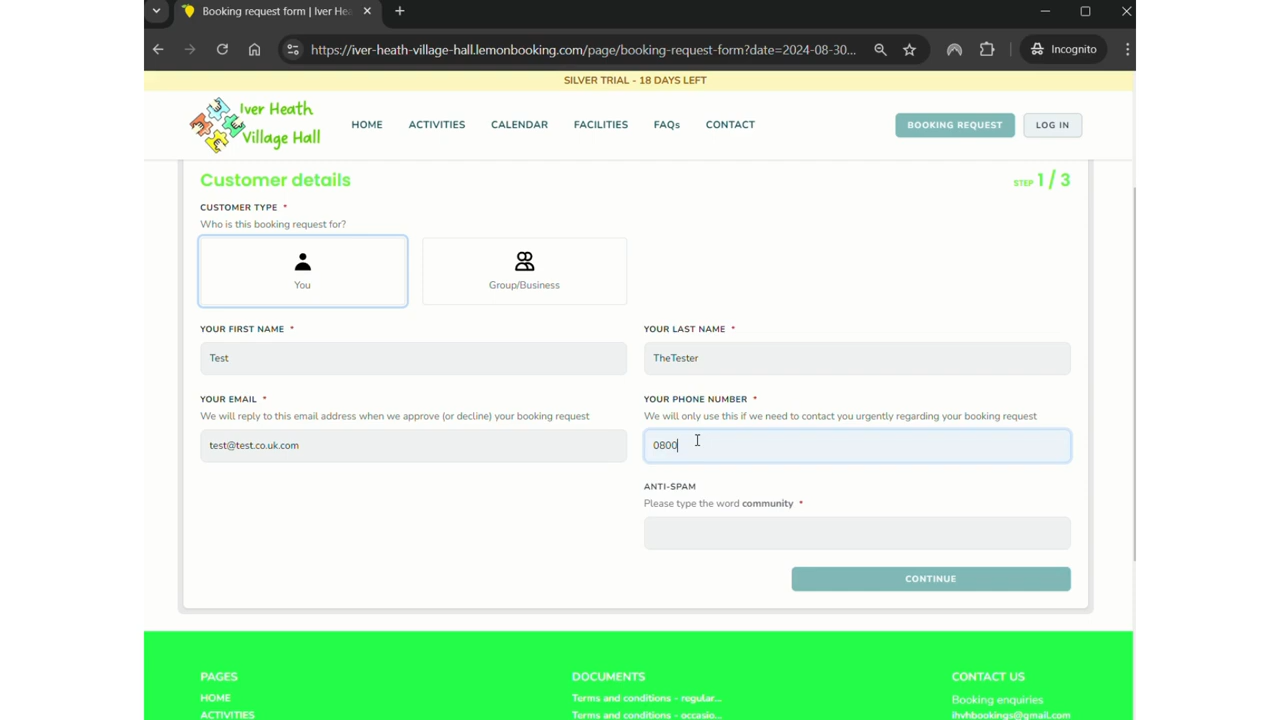 Booking request form | Iver Hea
https://iver-heath-village-hall.lemonbooking.com/page/booking-request-form?date=2024-08-30...
Incognito
SILVER TRIAL - 18 DAYS LEFT
Iver Heath
Village Hall
HOME
ACTIVITIES
CALENDAR
FACILITIES
FAQs
CONTACT
BOOKING REQUEST
LOG IN
Customer details
STEP 1 / 3
CUSTOMER TYPE *
Who is this booking request for?
You
Group/Business
YOUR FIRST NAME *
YOUR LAST NAME *
Test
TheTester
YOUR EMAIL *
YOUR PHONE NUMBER *
We will reply to this email address when we approve (or decline) your booking request
We will only use this if we need to contact you urgently regarding your booking request
test@test.co.uk.com
0800
ANTI-SPAM
Please type the word community *
CONTINUE
PAGES
DOCUMENTS
CONTACT US
HOME
Terms and conditions - regular...
Booking enquiries
ACTIVITIES
Terms and conditions - occasio...
ihvhbookings@gmail.com